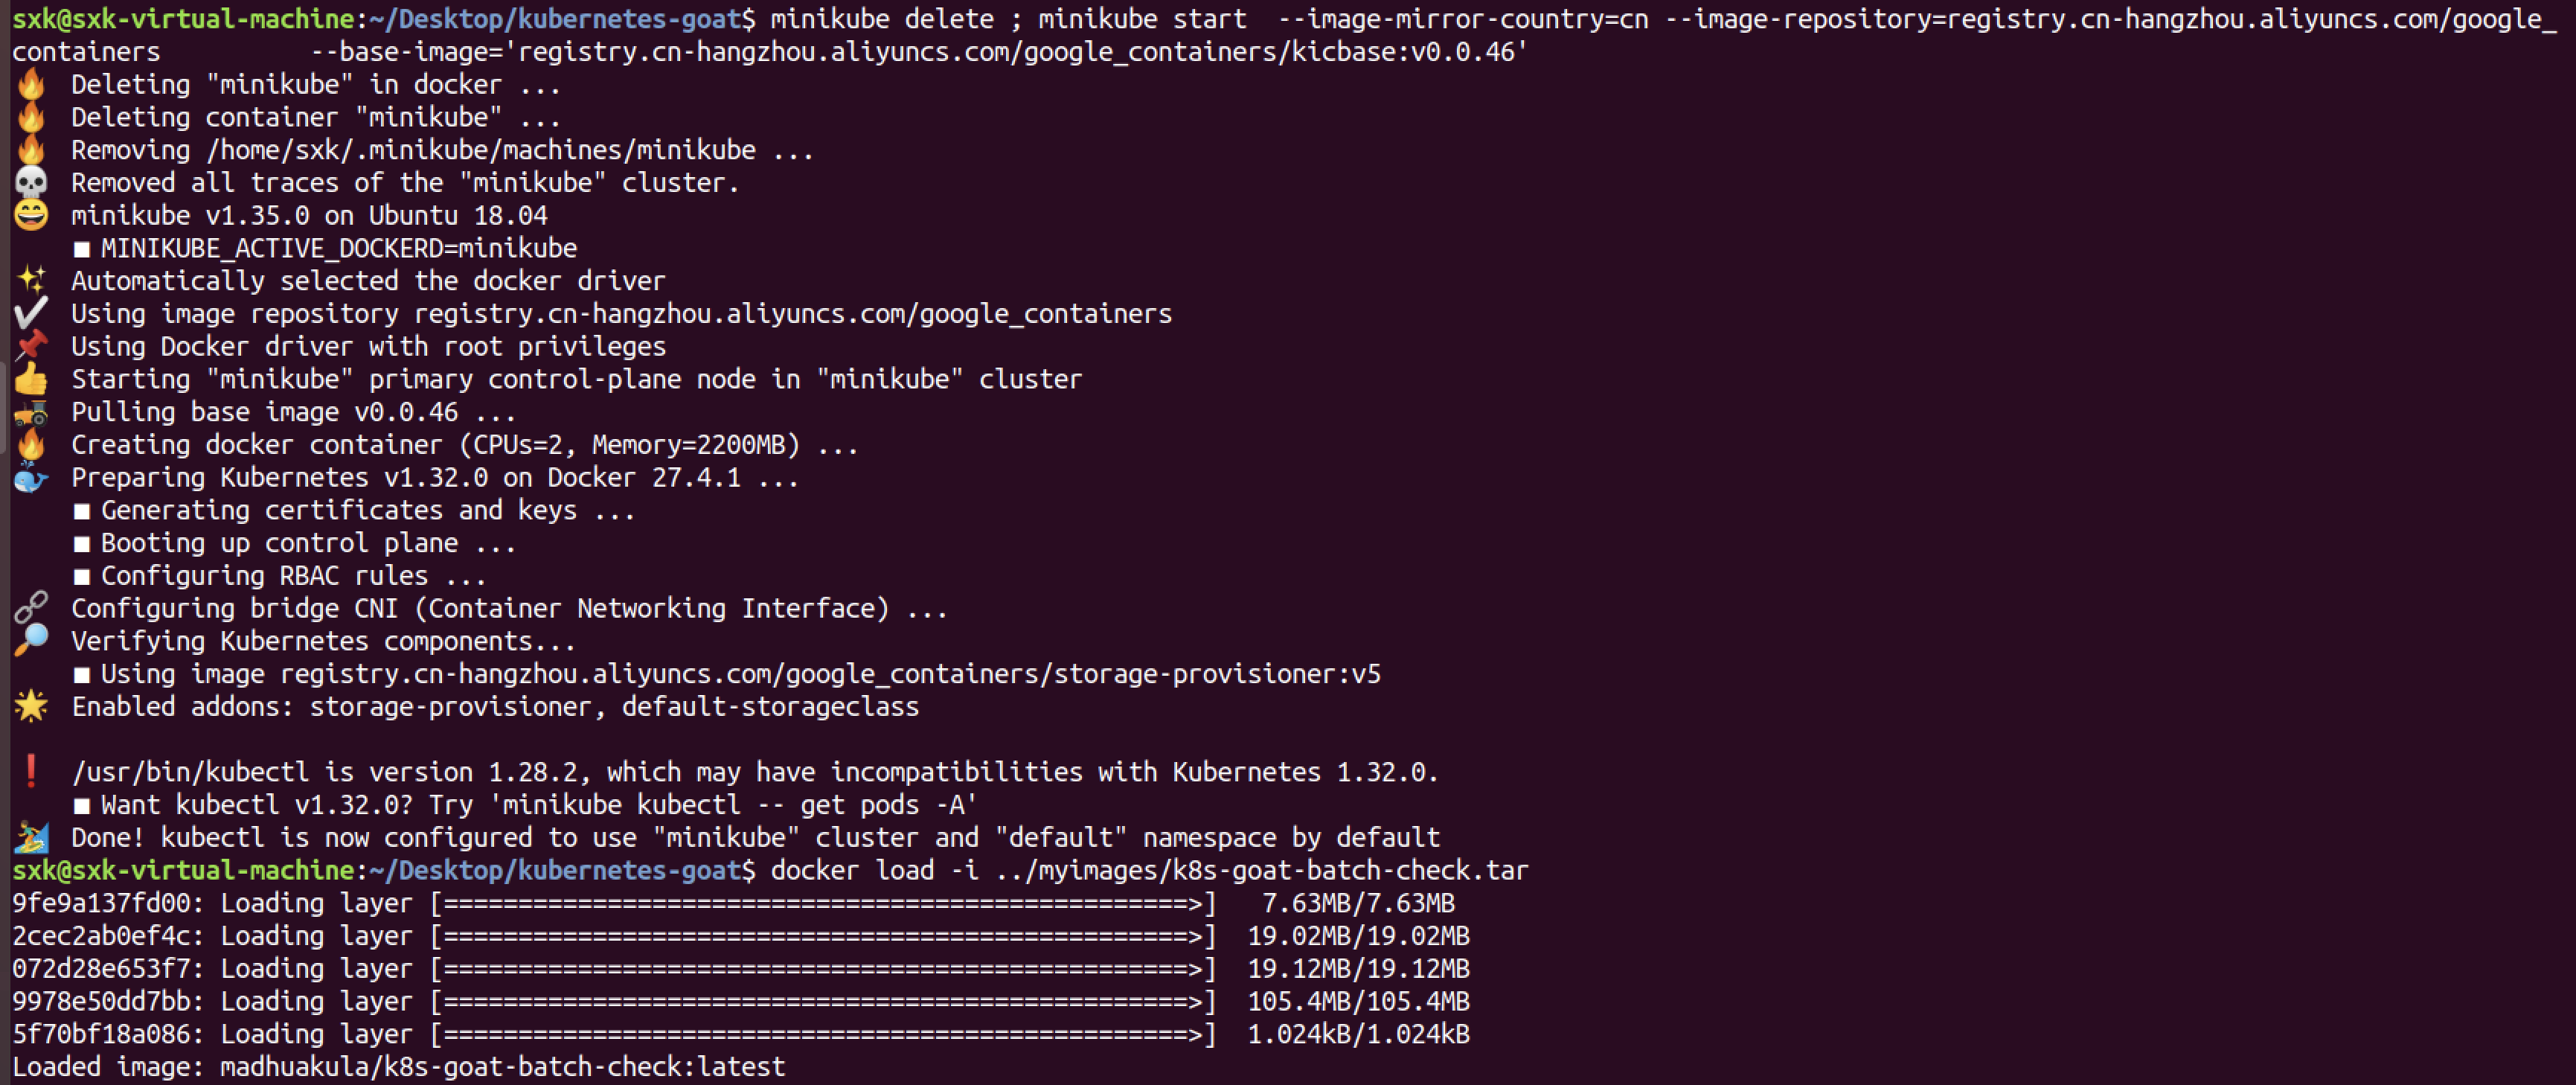 sxk@sxk-virtual-machine:~/Desktop/kubernetes-goat$ minikube delete ; minikube start  --image-mirror-country=cn --image-repository=registry.cn-hangzhou.aliyuncs.com/google_
containers          --base-image='registry.cn-hangzhou.aliyuncs.com/google_containers/kicbase:v0.0.46'
🔥  Deleting "minikube" in docker ...
🔥  Deleting container "minikube" ...
🔥  Removing /home/sxk/.minikube/machines/minikube ...
💀  Removed all traces of the "minikube" cluster.
😄  minikube v1.35.0 on Ubuntu 18.04
    ■ MINIKUBE_ACTIVE_DOCKERD=minikube
✨  Automatically selected the docker driver
✔️  Using image repository registry.cn-hangzhou.aliyuncs.com/google_containers
📌  Using Docker driver with root privileges
👍  Starting "minikube" primary control-plane node in "minikube" cluster
🚜  Pulling base image v0.0.46 ...
🔥  Creating docker container (CPUs=2, Memory=2200MB) ...
🐳  Preparing Kubernetes v1.32.0 on Docker 27.4.1 ...
    ■ Generating certificates and keys ...
    ■ Booting up control plane ...
    ■ Configuring RBAC rules ...
🔗  Configuring bridge CNI (Container Networking Interface) ...
🔎  Verifying Kubernetes components...
    ■ Using image registry.cn-hangzhou.aliyuncs.com/google_containers/storage-provisioner:v5
🌟  Enabled addons: storage-provisioner, default-storageclass
❗  /usr/bin/kubectl is version 1.28.2, which may have incompatibilities with Kubernetes 1.32.0.
    ■ Want kubectl v1.32.0? Try 'minikube kubectl -- get pods -A'
🏄  Done! kubectl is now configured to use "minikube" cluster and "default" namespace by default
sxk@sxk-virtual-machine:~/Desktop/kubernetes-goat$ docker load -i ../myimages/k8s-goat-batch-check.tar
9fe9a137fd00: Loading layer [==================================================>]   7.63MB/7.63MB
2cec2ab0ef4c: Loading layer [==================================================>]  19.02MB/19.02MB
072d28e653f7: Loading layer [==================================================>]  19.12MB/19.12MB
9978e50dd7bb: Loading layer [==================================================>]  105.4MB/105.4MB
5f70bf18a086: Loading layer [==================================================>]  1.024kB/1.024kB
Loaded image: madhuakula/k8s-goat-batch-check:latest